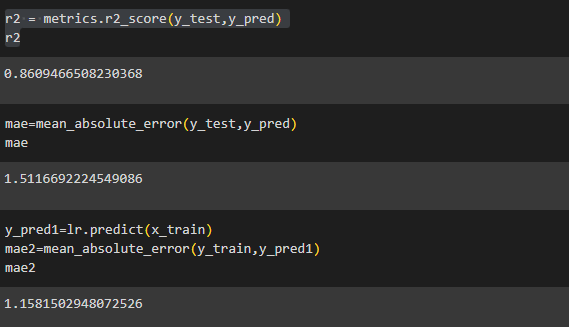 r2 = metrics.r2_score(y_test,y_pred)
r2
0.8609466508230368
mae=mean_absolute_error(y_test,y_pred)
mae
1.5116692224549086
y_pred1=lr.predict(x_train)
mae2=mean_absolute_error(y_train,y_pred1)
mae2
1.1581502948072526